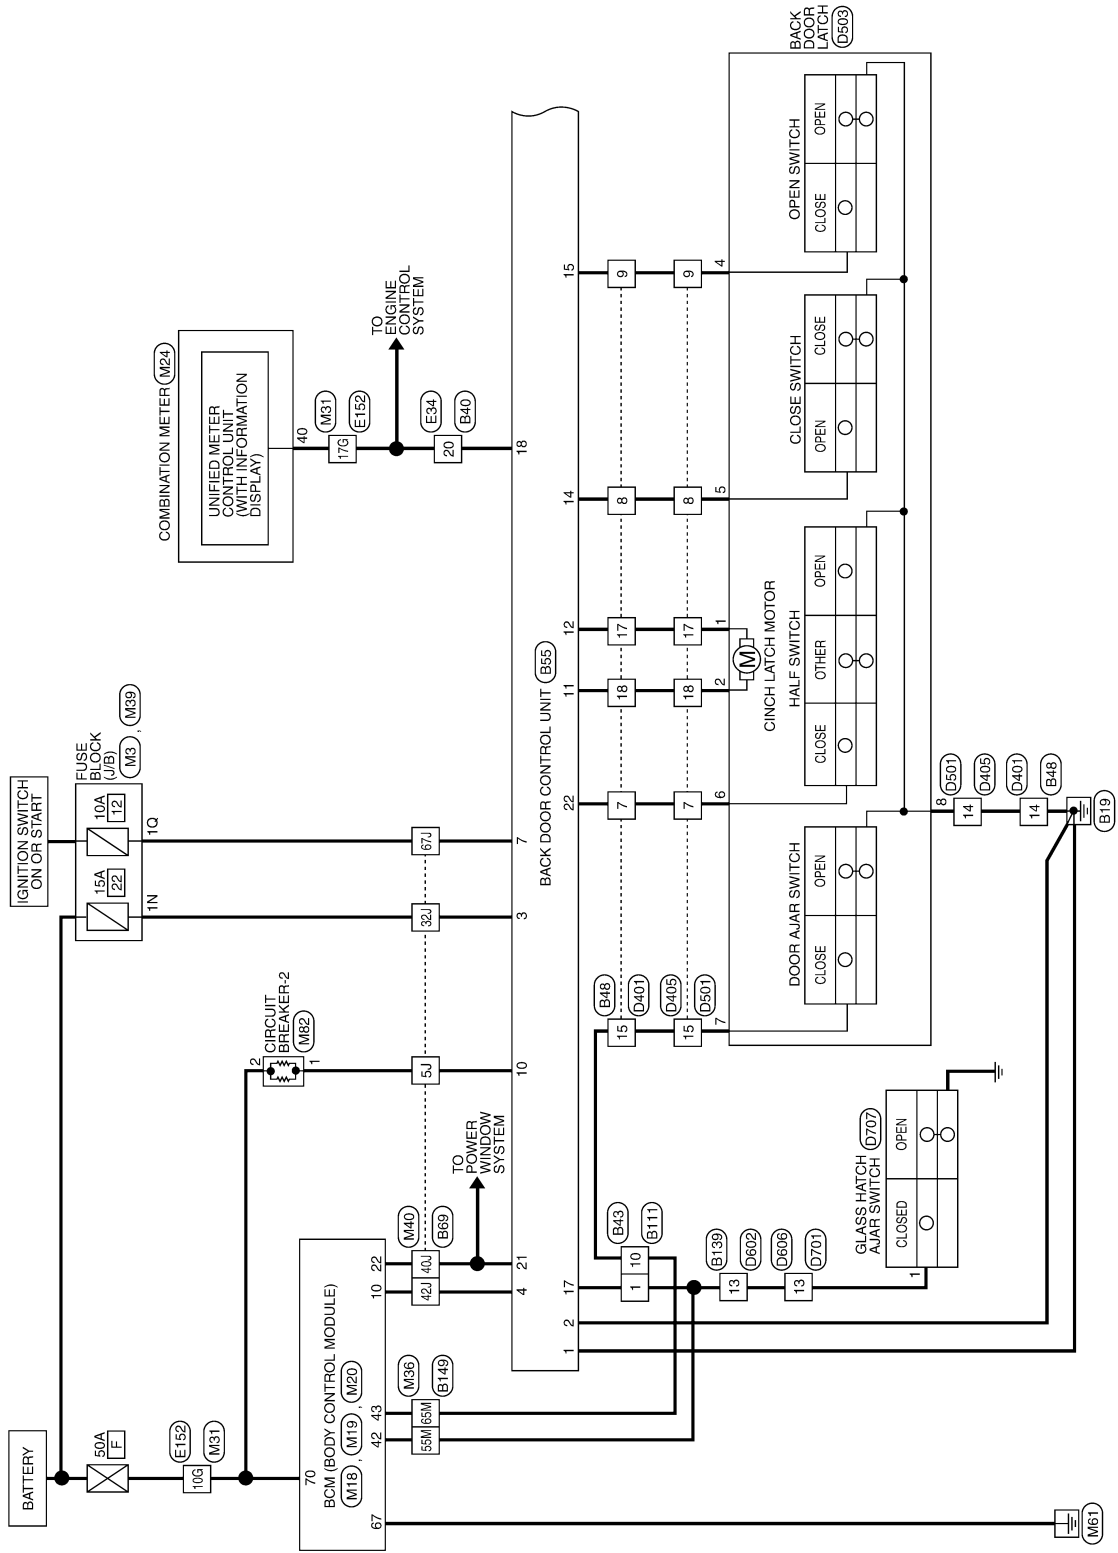 BATTERY
50A
F
10G
E152
M31
IGNITION SWITCH
ON OR START
15A
22
10A
12
FUSE
BLOCK
(J/B)
M3 , M39
1N
1Q
CIRCUIT
BREAKER-2
M82
2
1
COMBINATION METER M24
UNIFIED METER
CONTROL UNIT
(WITH INFORMATION
DISPLAY)
40
17G
M31
E152
TO
ENGINE
CONTROL
SYSTEM
20
E34
B40
70
BCM (BODY CONTROL MODULE)
M18 , M19 , M20
67
42
43
10
22
55M
65M
M36
B149
42J
40J
M40
B69
5J
32J
67J
TO
POWER
WINDOW
SYSTEM
4
21
10
3
7
18
BACK DOOR CONTROL UNIT B55
1
2
17
22
11
12
14
15
1
10
B43
B111
15
B48
D401
7
18
17
8
9
15
D405
D501
7
18
17
8
9
13
B139
D602
13
D606
D701
7
6
2
1
5
4
BACK
DOOR
LATCH
D503
M
CINCH LATCH MOTOR
DOOR AJAR SWITCH
CLOSE
OPEN
HALF SWITCH
CLOSE
OTHER
OPEN
CLOSE SWITCH
OPEN
CLOSE
OPEN SWITCH
CLOSE
OPEN
GLASS HATCH
AJAR SWITCH D707
CLOSED
OPEN
1
8
14
D501
D405
14
D401
B48
B19
M61